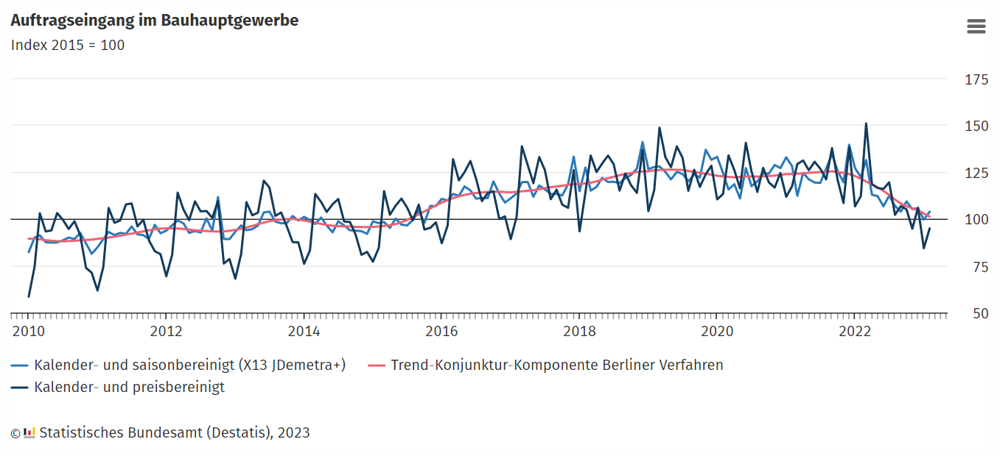 Auftragseingang im Bauhauptgewerbe
Index 2015 = 100
175
150
125
100
75
50
2010 2012 2014 2016 2018 2020 2022
Kalender- und saisonbereinigt (X13 JDemetra+) Trend-Konjunktur-Komponente Berliner Verfahren
Kalender- und preisbereinigt
© Statistisches Bundesamt (Destatis), 2023